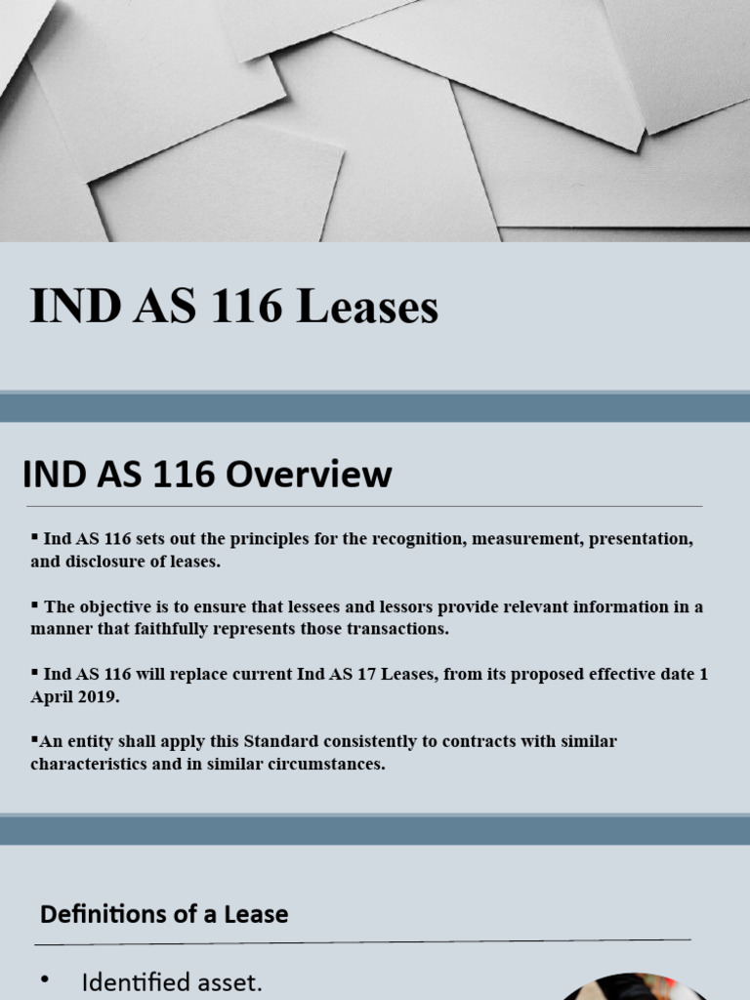 IND AS 116 Leases
IND AS 116 Overview
▪ Ind AS 116 sets out the principles for the recognition, measurement, presentation,
and disclosure of leases.
▪ The objective is to ensure that lessees and lessors provide relevant information in a
manner that faithfully represents those transactions.
▪ Ind AS 116 will replace current Ind AS 17 Leases, from its proposed effective date 1
April 2019.
▪An entity shall apply this Standard consistently to contracts with similar
characteristics and in similar circumstances.
Definitions of a Lease
• Identified asset.